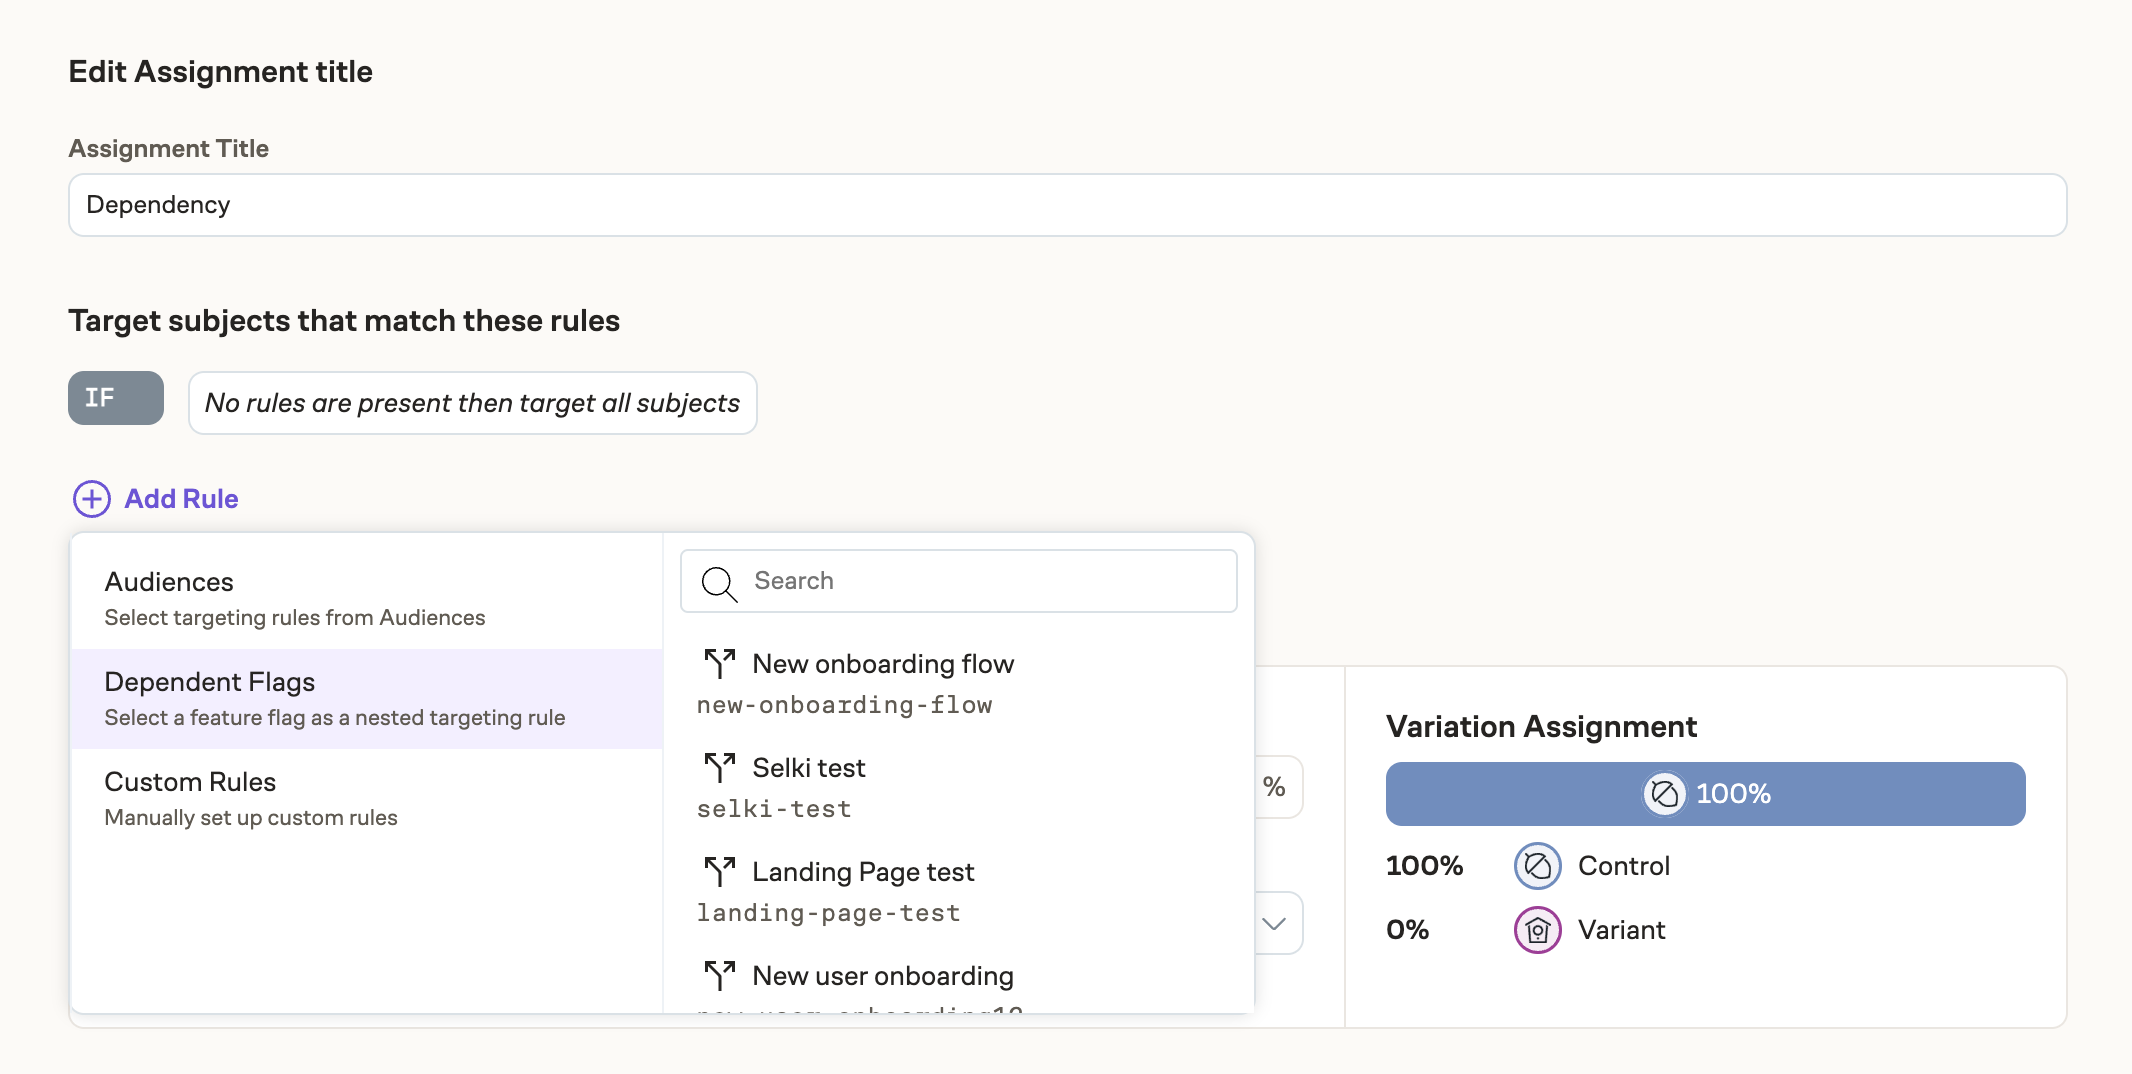 Edit Assignment title
Assignment Title
Dependency
Target subjects that match these rules
IF
No rules are present then target all subjects
Add Rule
Audiences
Select targeting rules from Audiences
Dependent Flags
Select a feature flag as a nested targeting rule
Custom Rules
Manually set up custom rules
Search
New onboarding flow
new-onboarding-flow
Selki test
selki-test
Landing Page test
landing-page-test
New user onboarding
%
Variation Assignment
100%
100% Control
0% Variant